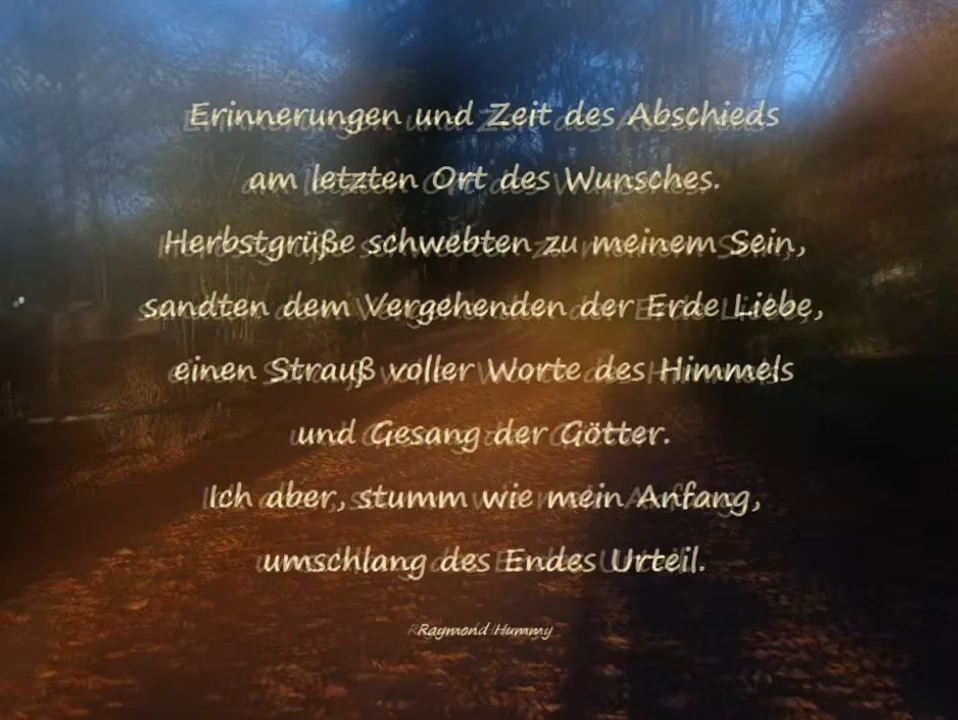 Erinnerungen und Zeit des Abschieds
am letzten Ort des Wunsches.
Herbstgrüße schwebten zu meinem Sein,
sandten dem Vergehenden der Erde Liebe,
einen Strauß voller Worte des Himmels
und Gesang der Götter.
Ich aber, stumm wie mein Anfang,
umschlang des Endes Urteil.
Raymond Hummy